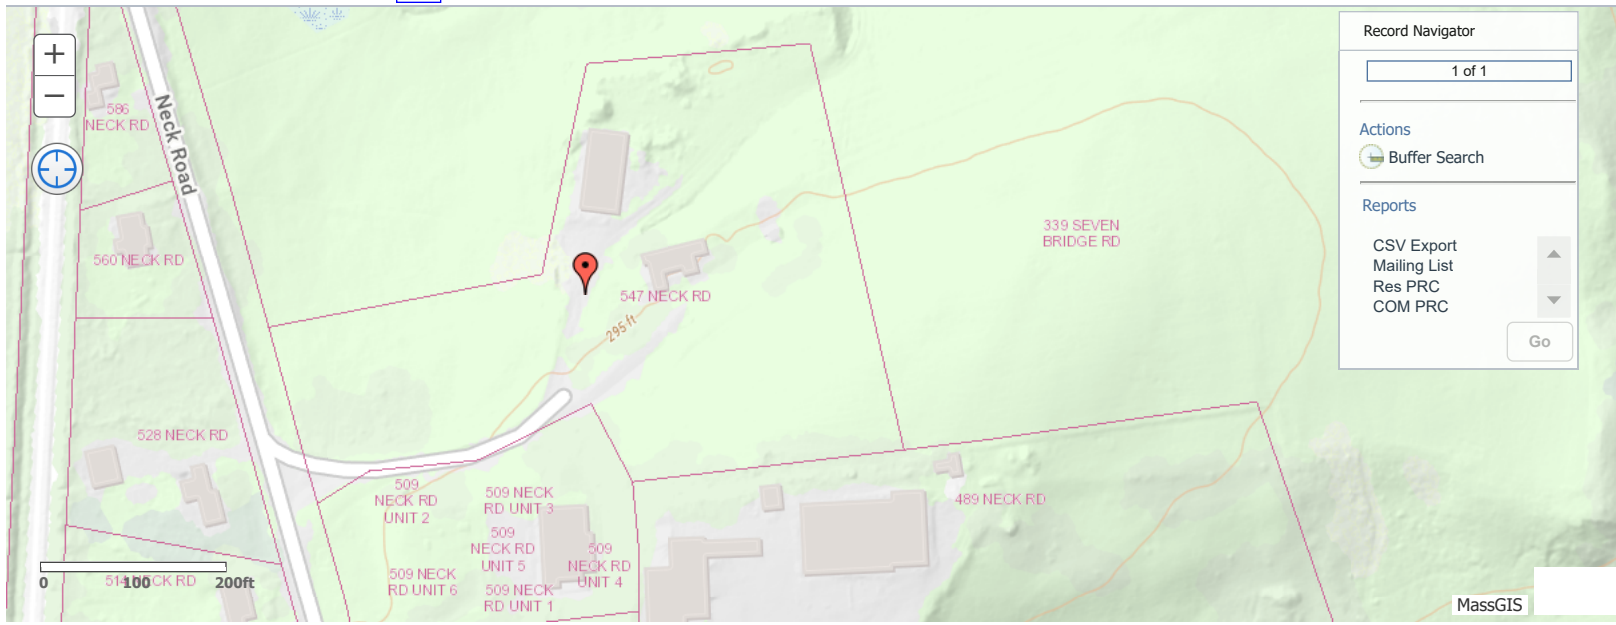 +
−
586
NECK RD
Neck Road
560 NECK RD
547 NECK RD
295 ft
339 SEVEN
BRIDGE RD
528 NECK RD
509
NECK RD
UNIT 2
509 NECK
RD UNIT 3
509
NECK RD
UNIT 5
509
NECK RD
UNIT 4
509 NECK
RD UNIT 6
509 NECK
RD UNIT 1
489 NECK RD
514 NECK RD
0 100 200ft
Record Navigator
1 of 1
Actions
Buffer Search
Reports
CSV Export
Mailing List
Res PRC
COM PRC
Go
MassGIS